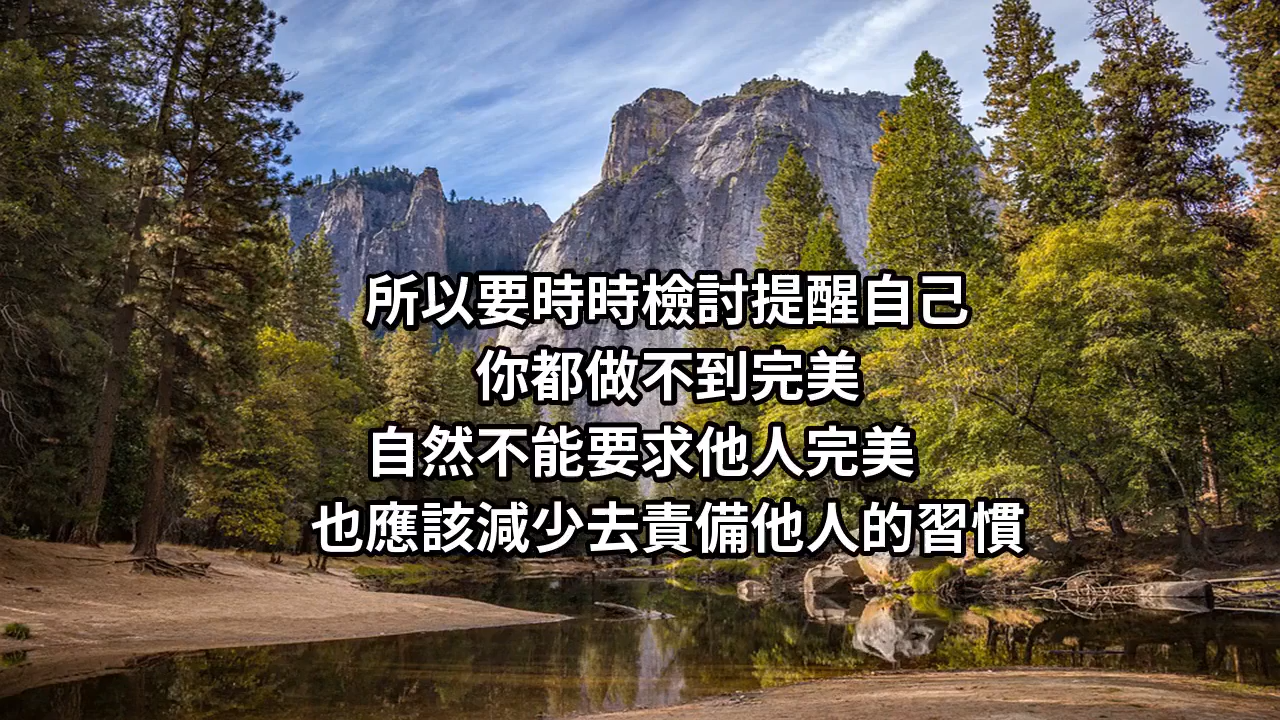 所以要時時檢討提醒自己
你都做不到完美
自然不能要求他人完美
也應該減少去責備他人的習慣